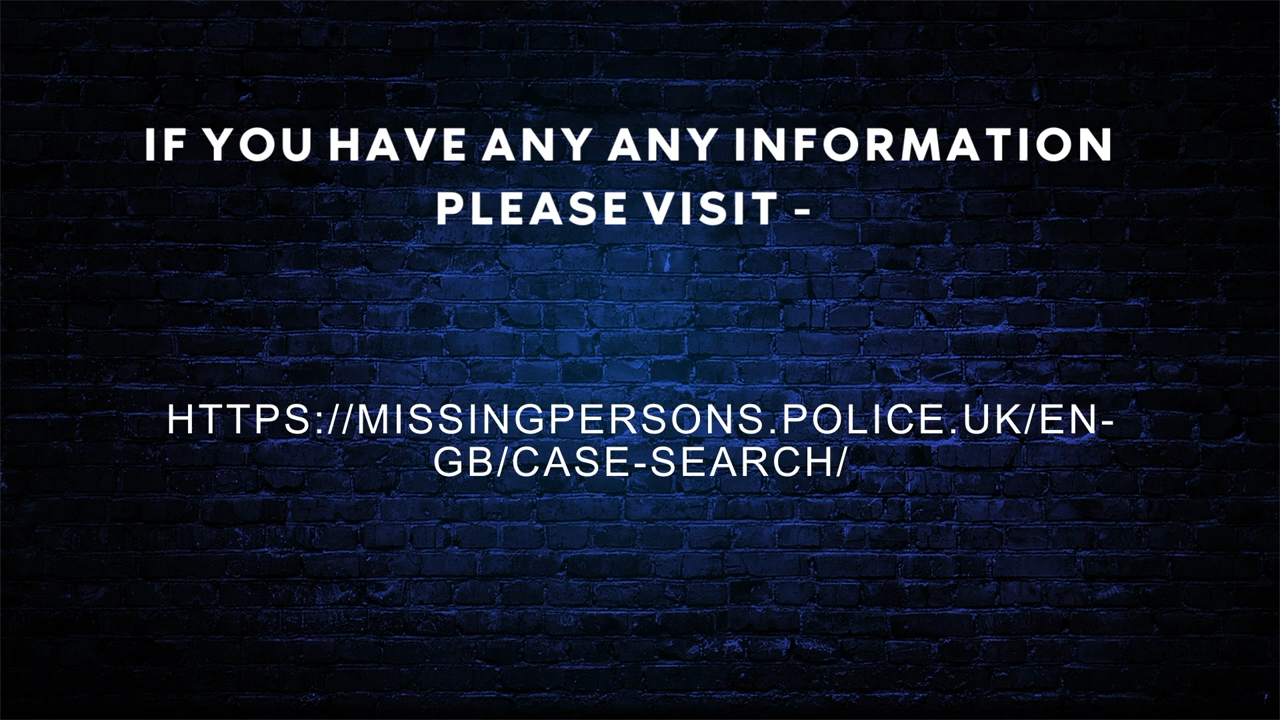 IF YOU HAVE ANY ANY INFORMATION
PLEASE VISIT -
HTTPS://MISSINGPERSONS.POLICE.UK/EN-
GB/CASE-SEARCH/